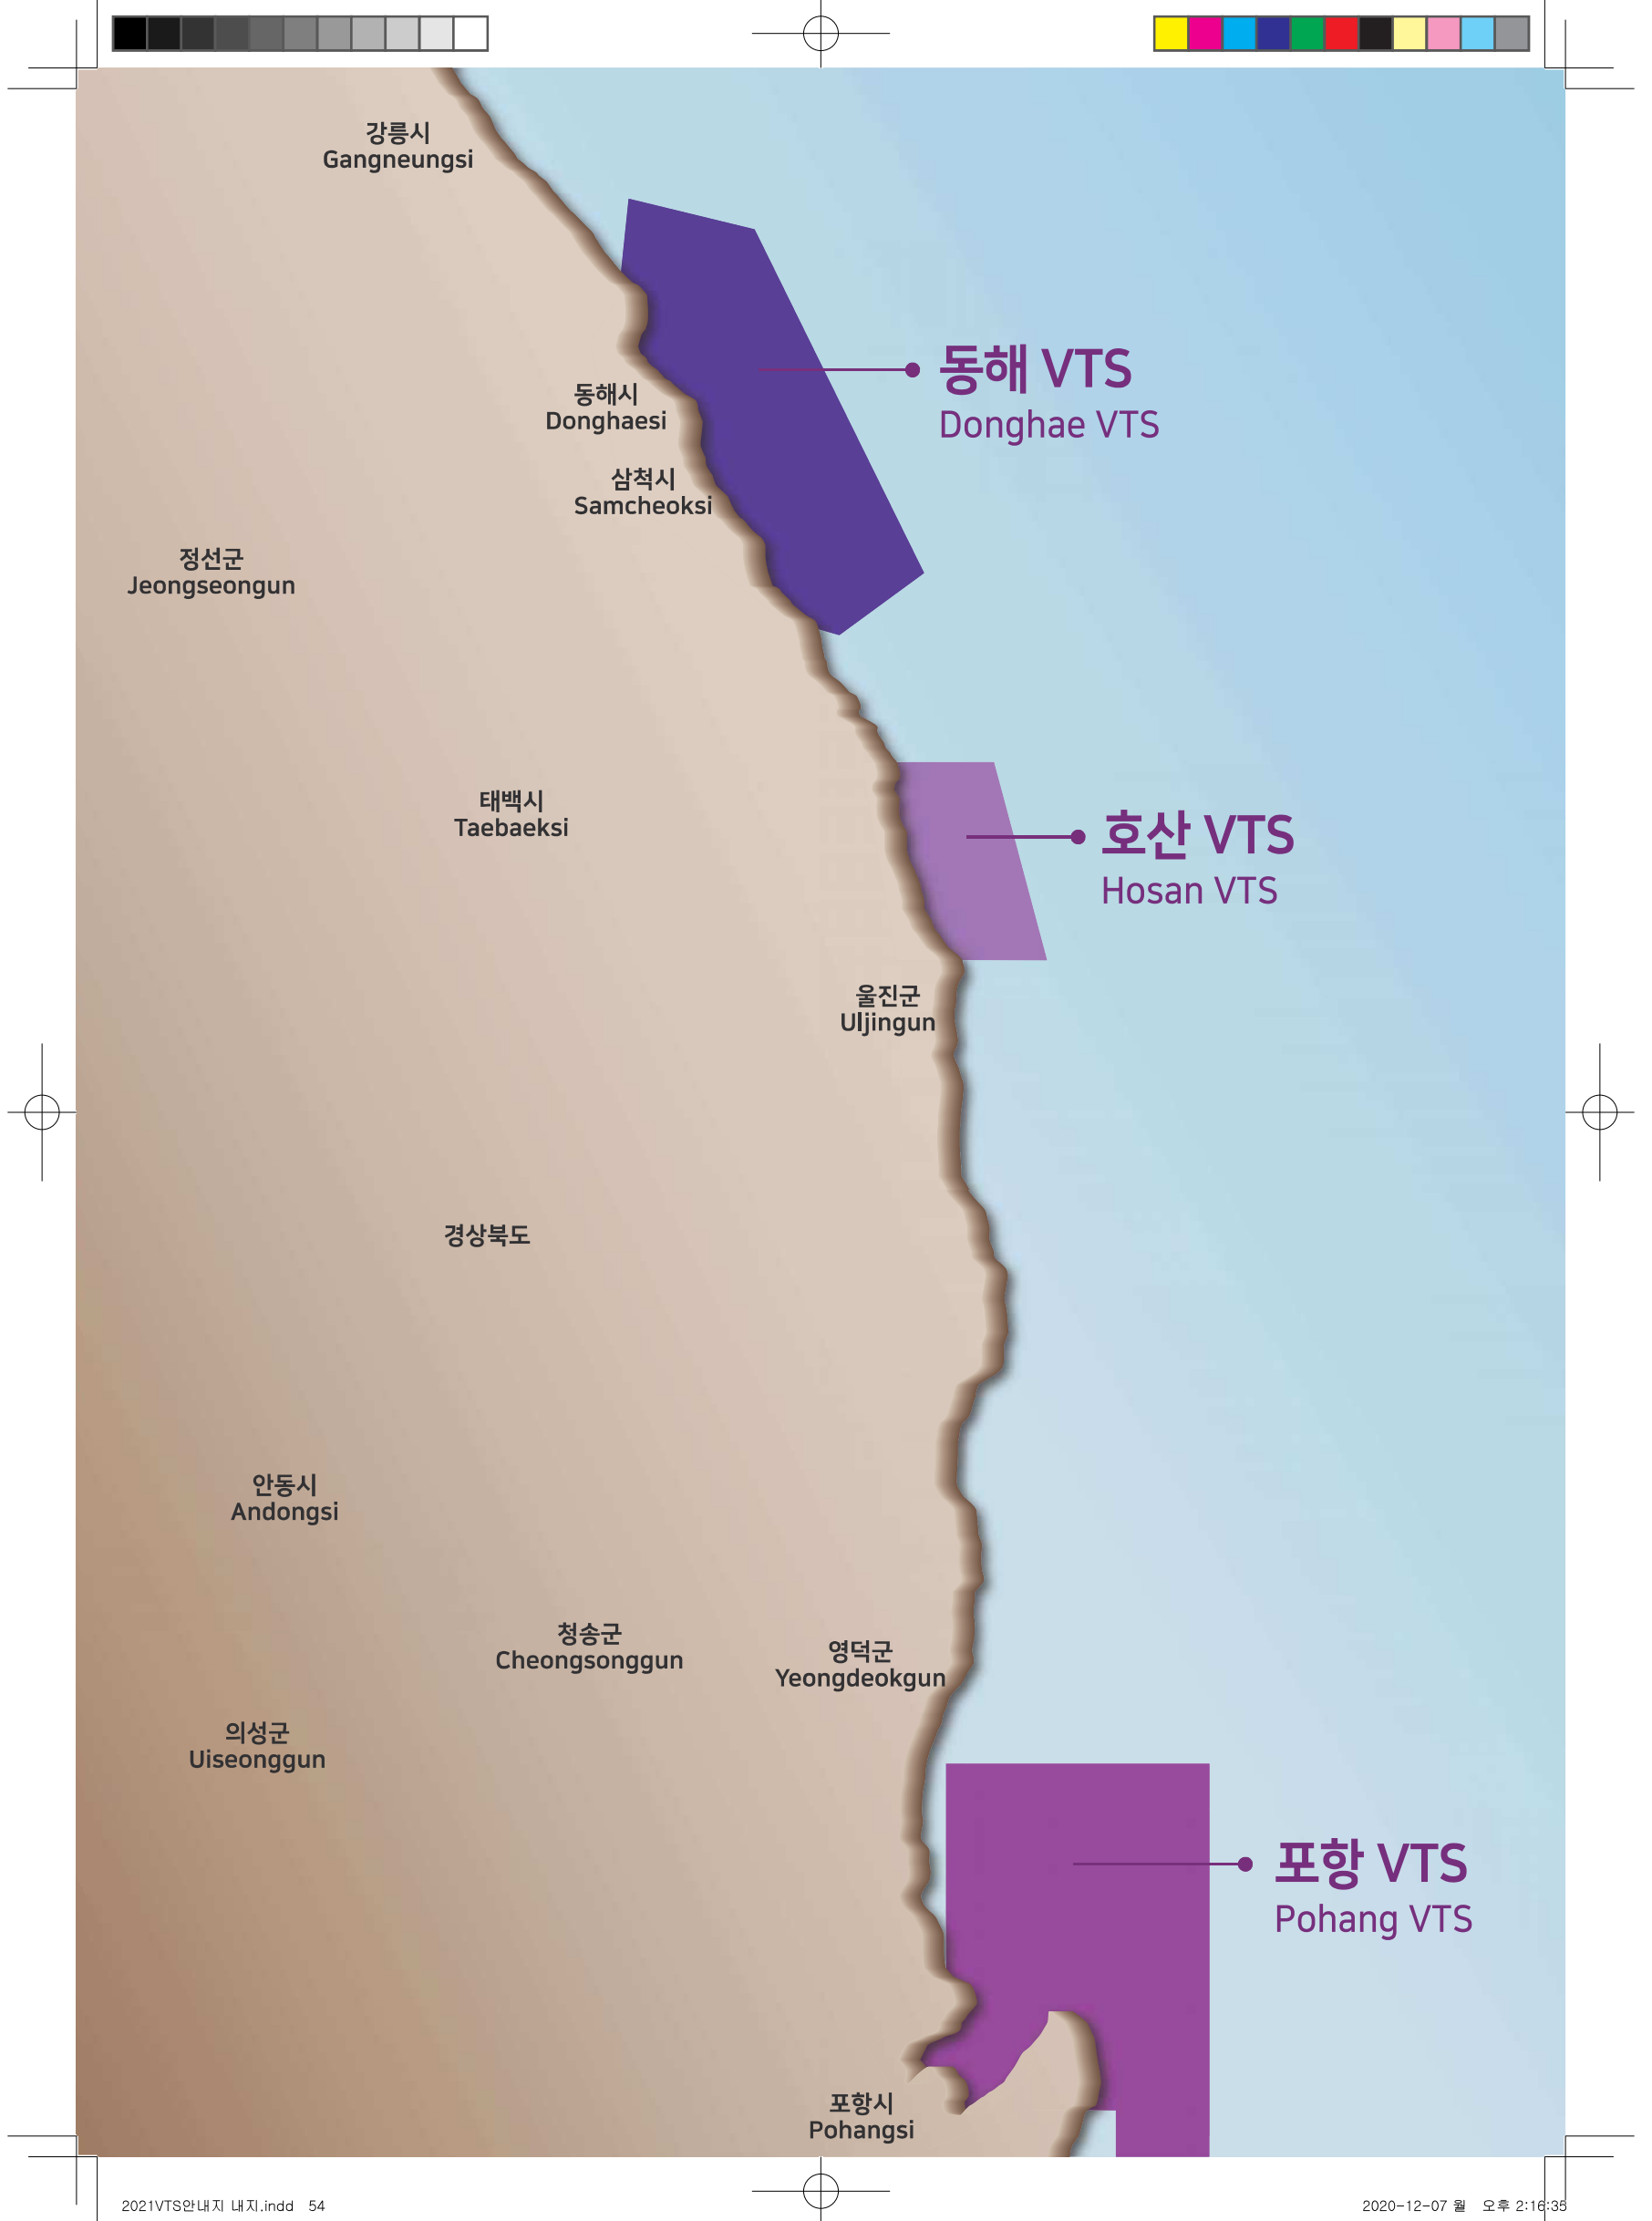 강릉시
Gangneungsi
동해 VTS
Donghae VTS
동해시
Donghaesi
삼척시
Samcheoksi
정선군
Jeongseongun
태백시
Taebaeksi
호산 VTS
Hosan VTS
울진군
Uljingun
경상북도
안동시
Andongsi
청송군
Cheongsonggun
영덕군
Yeongdeokgun
의성군
Uiseonggun
포항 VTS
Pohang VTS
포항시
Pohangsi
2021VTS안내지 내지.indd 54
2020-12-07 월 오후 2:16:35